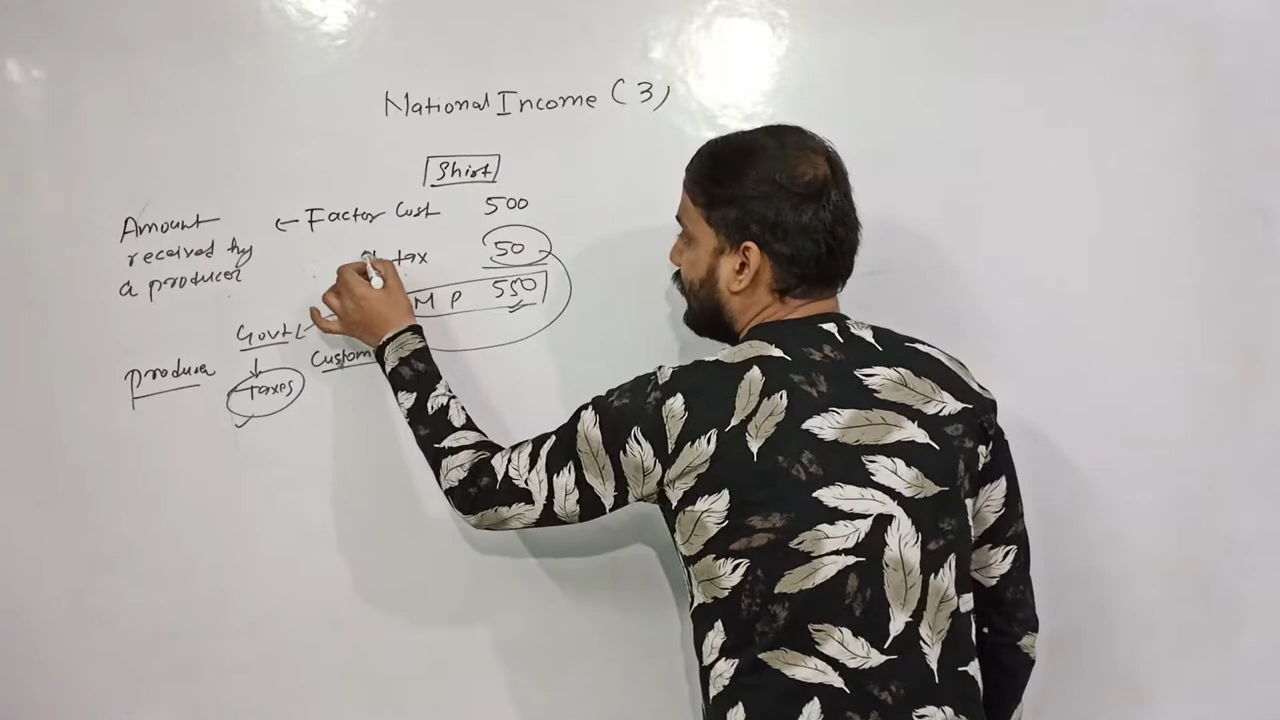 National Income (3)
Shirt
Amount ← Factor Cost 500
received by
a producer
tax 50
M P 550
Govt
Custom
produce
Taxes